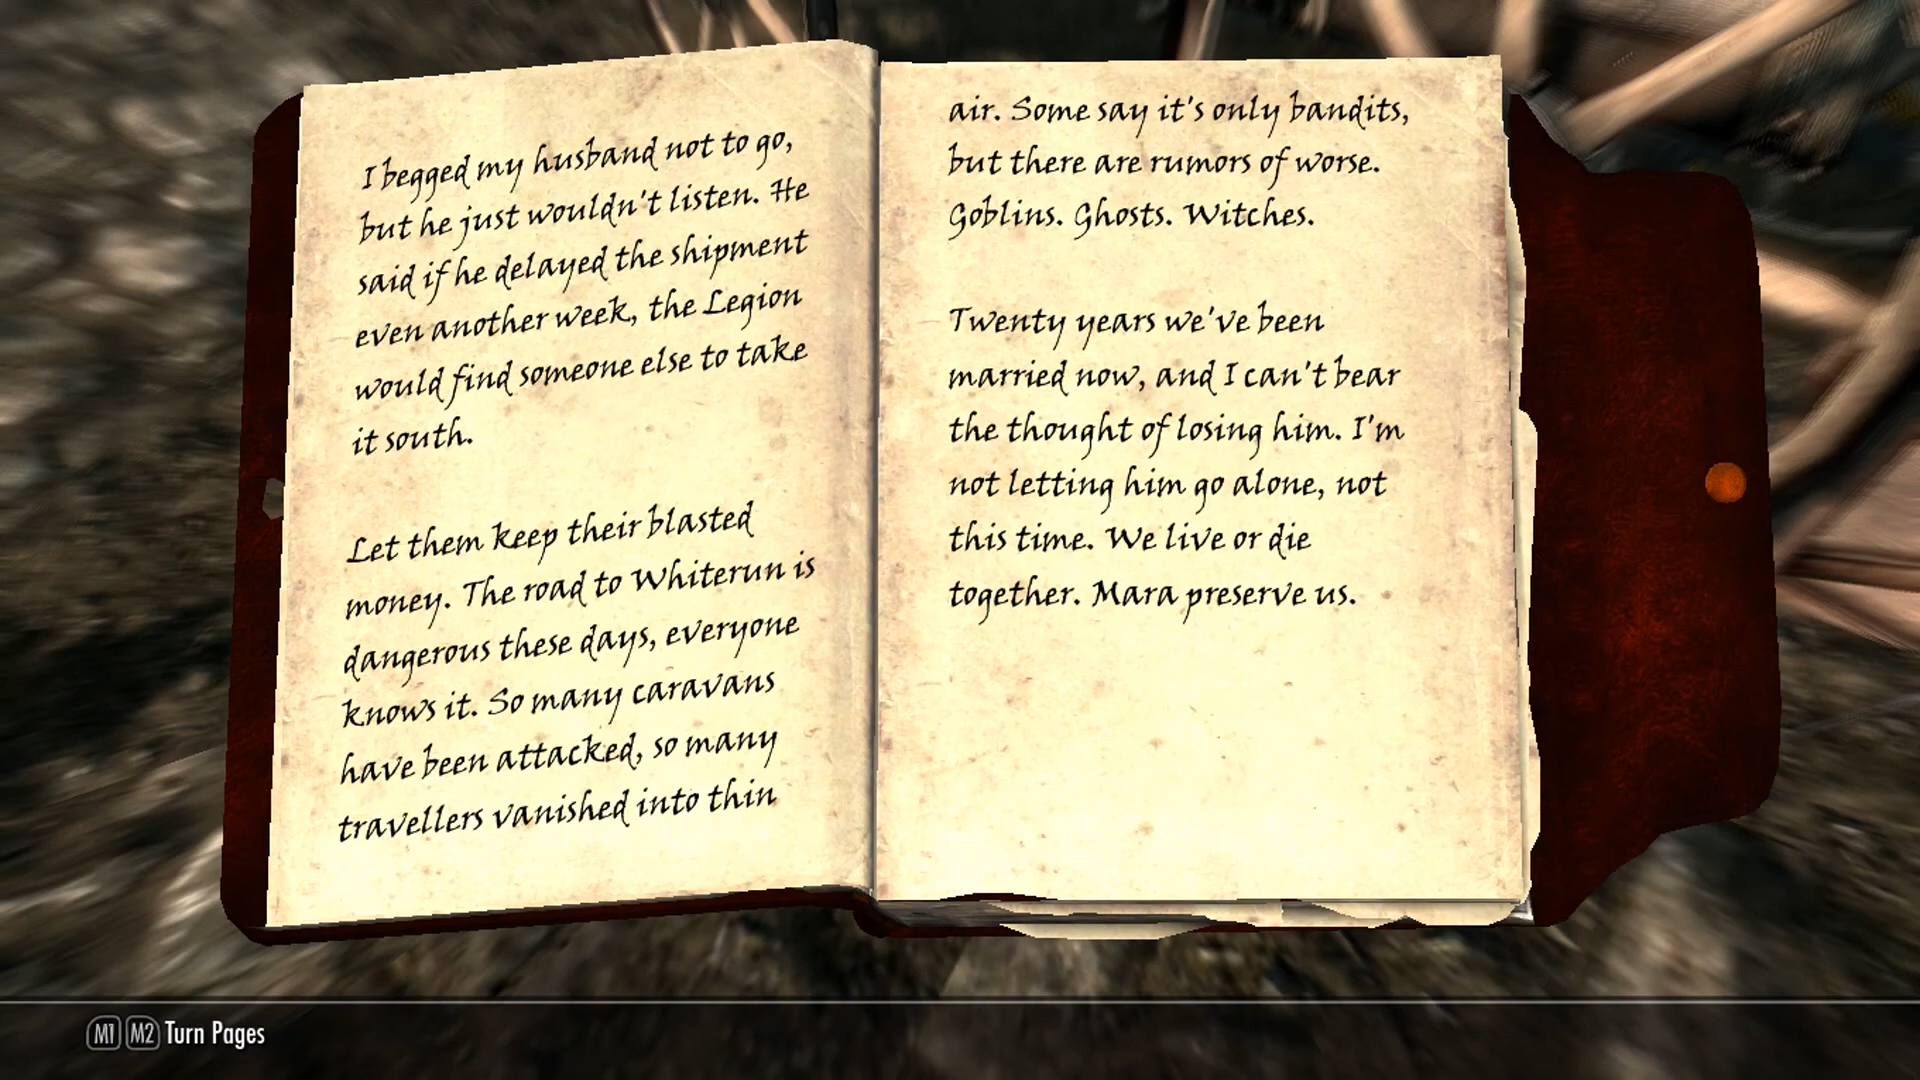 I begged my husband not to go,
but he just wouldn't listen. He
said if he delayed the shipment
even another week, the Legion
would find someone else to take
it south.
Let them keep their blasted
money. The road to Whiterun is
dangerous these days, everyone
knows it. So many caravans
have been attacked, so many
travellers vanished into thin
air. Some say it's only bandits,
but there are rumors of worse.
Goblins. Ghosts. Witches.
Twenty years we've been
married now, and I can't bear
the thought of losing him. I'm
not letting him go alone, not
this time. We live or die
together. Mara preserve us.
M1 M2 Turn Pages